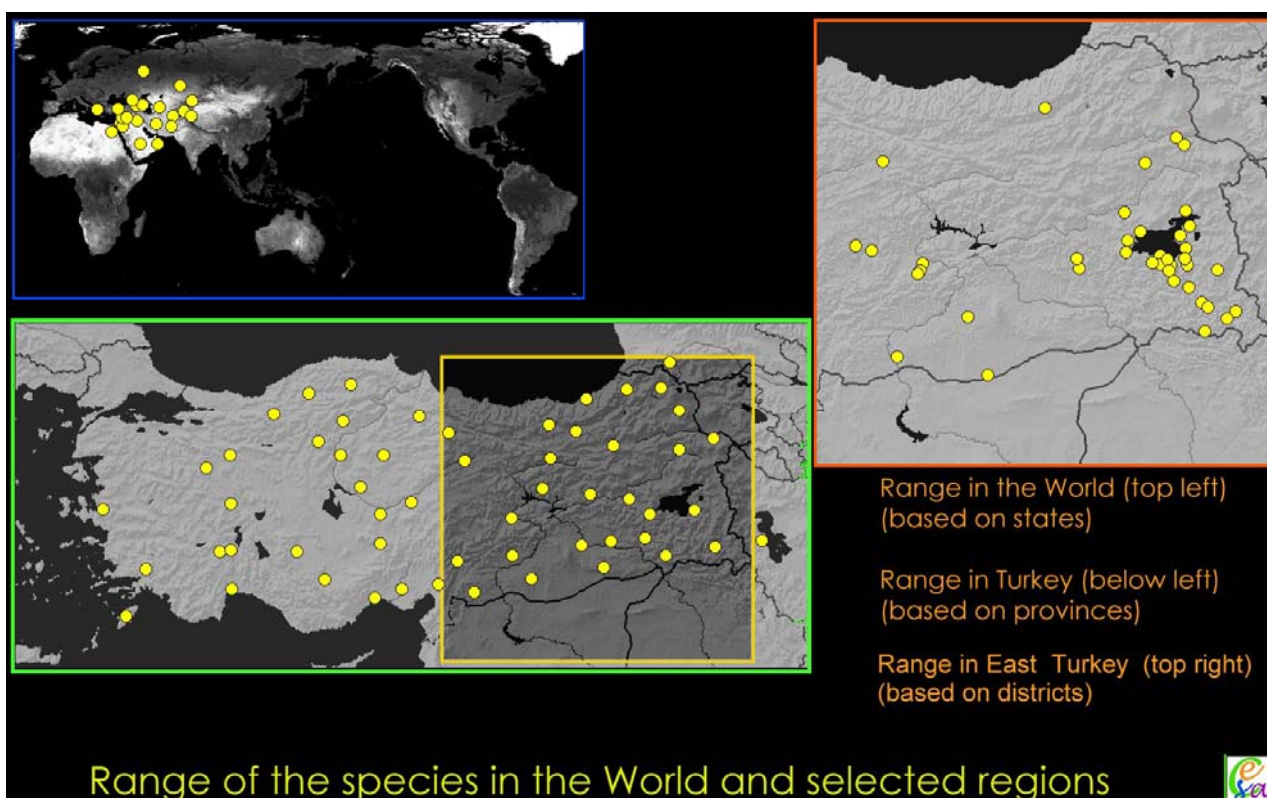 Range in the World (top left)
(based on states)
Range in Turkey (below left)
(based on provinces)
Range in East Turkey (top right)
(based on districts)
Range of the species in the World and selected regions